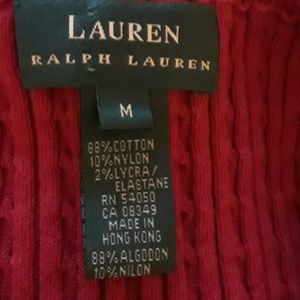 LAUREN
RALPH LAUREN
M
88%COTTON
10%NYLON
2%LYCRA/
ELASTANE
RN 54050
CA 08349
MADE IN
HONG KONG
88%ALGODON
10%NILON